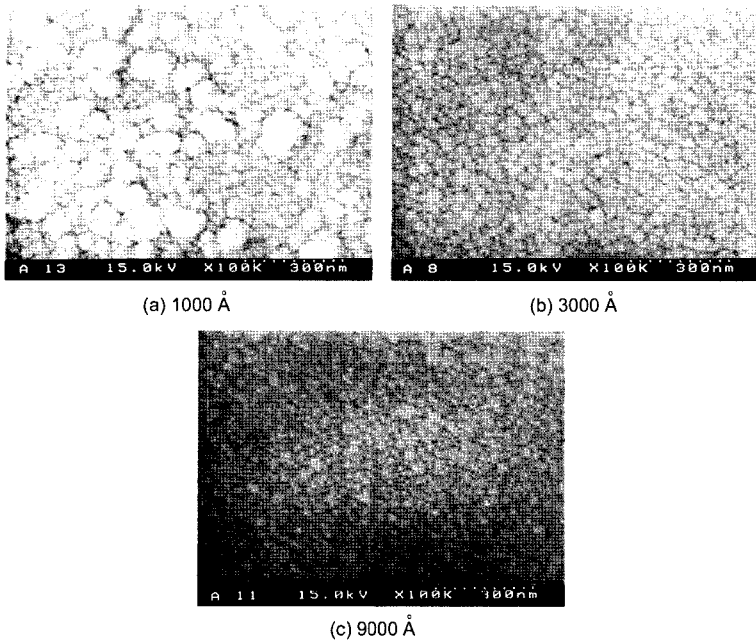 A 13 15.0kV X100K 300nm
(a) 1000 Å
A 8 15.0kV X100K 300nm
(b) 3000 Å
A 11 15.0kV X100K 300nm
(c) 9000 Å